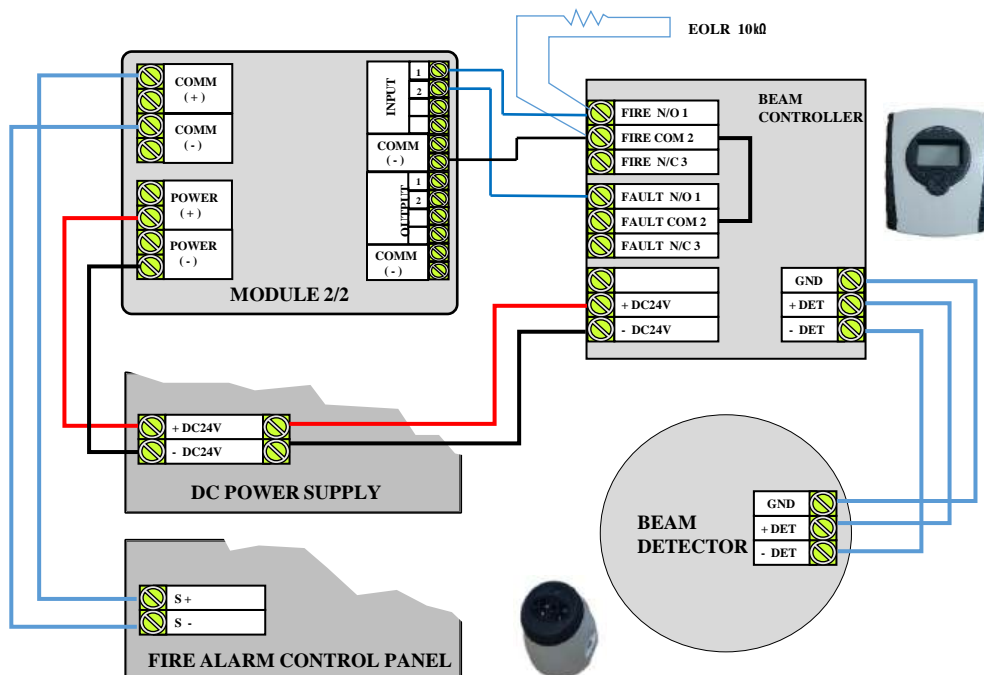 EOLR 10kΩ
COMM
(+)
COMM
(-)
POWER
(+)
POWER
(-)
INPUT
1
2
COMM
(-)
OUTPUT
1
2
COMM
(-)
MODULE 2/2
BEAM
CONTROLLER
FIRE N/O 1
FIRE COM 2
FIRE N/C 3
FAULT N/O 1
FAULT COM 2
FAULT N/C 3
+ DC24V
- DC24V
GND
+ DET
- DET
+ DC24V
- DC24V
DC POWER SUPPLY
BEAM
DETECTOR
GND
+ DET
- DET
S +
S -
FIRE ALARM CONTROL PANEL